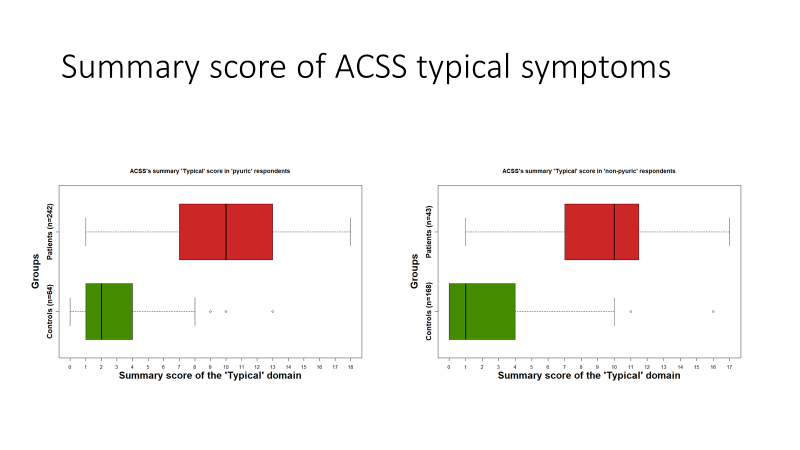 Summary score of ACSS typical symptoms
ACSS's summary 'Typical' score in 'pyuric' respondents
Groups
Patients (n=242)
Controls (n=64)
0 1 2 3 4 5 6 7 8 9 10 11 12 13 14 15 16 17 18
Summary score of the 'Typical' domain
ACSS's summary 'Typical' score in 'non-pyuric' respondents
Groups
Patients (n=43)
Controls (n=168)
0 1 2 3 4 5 6 7 8 9 10 11 12 13 14 15 16 17
Summary score of the 'Typical' domain